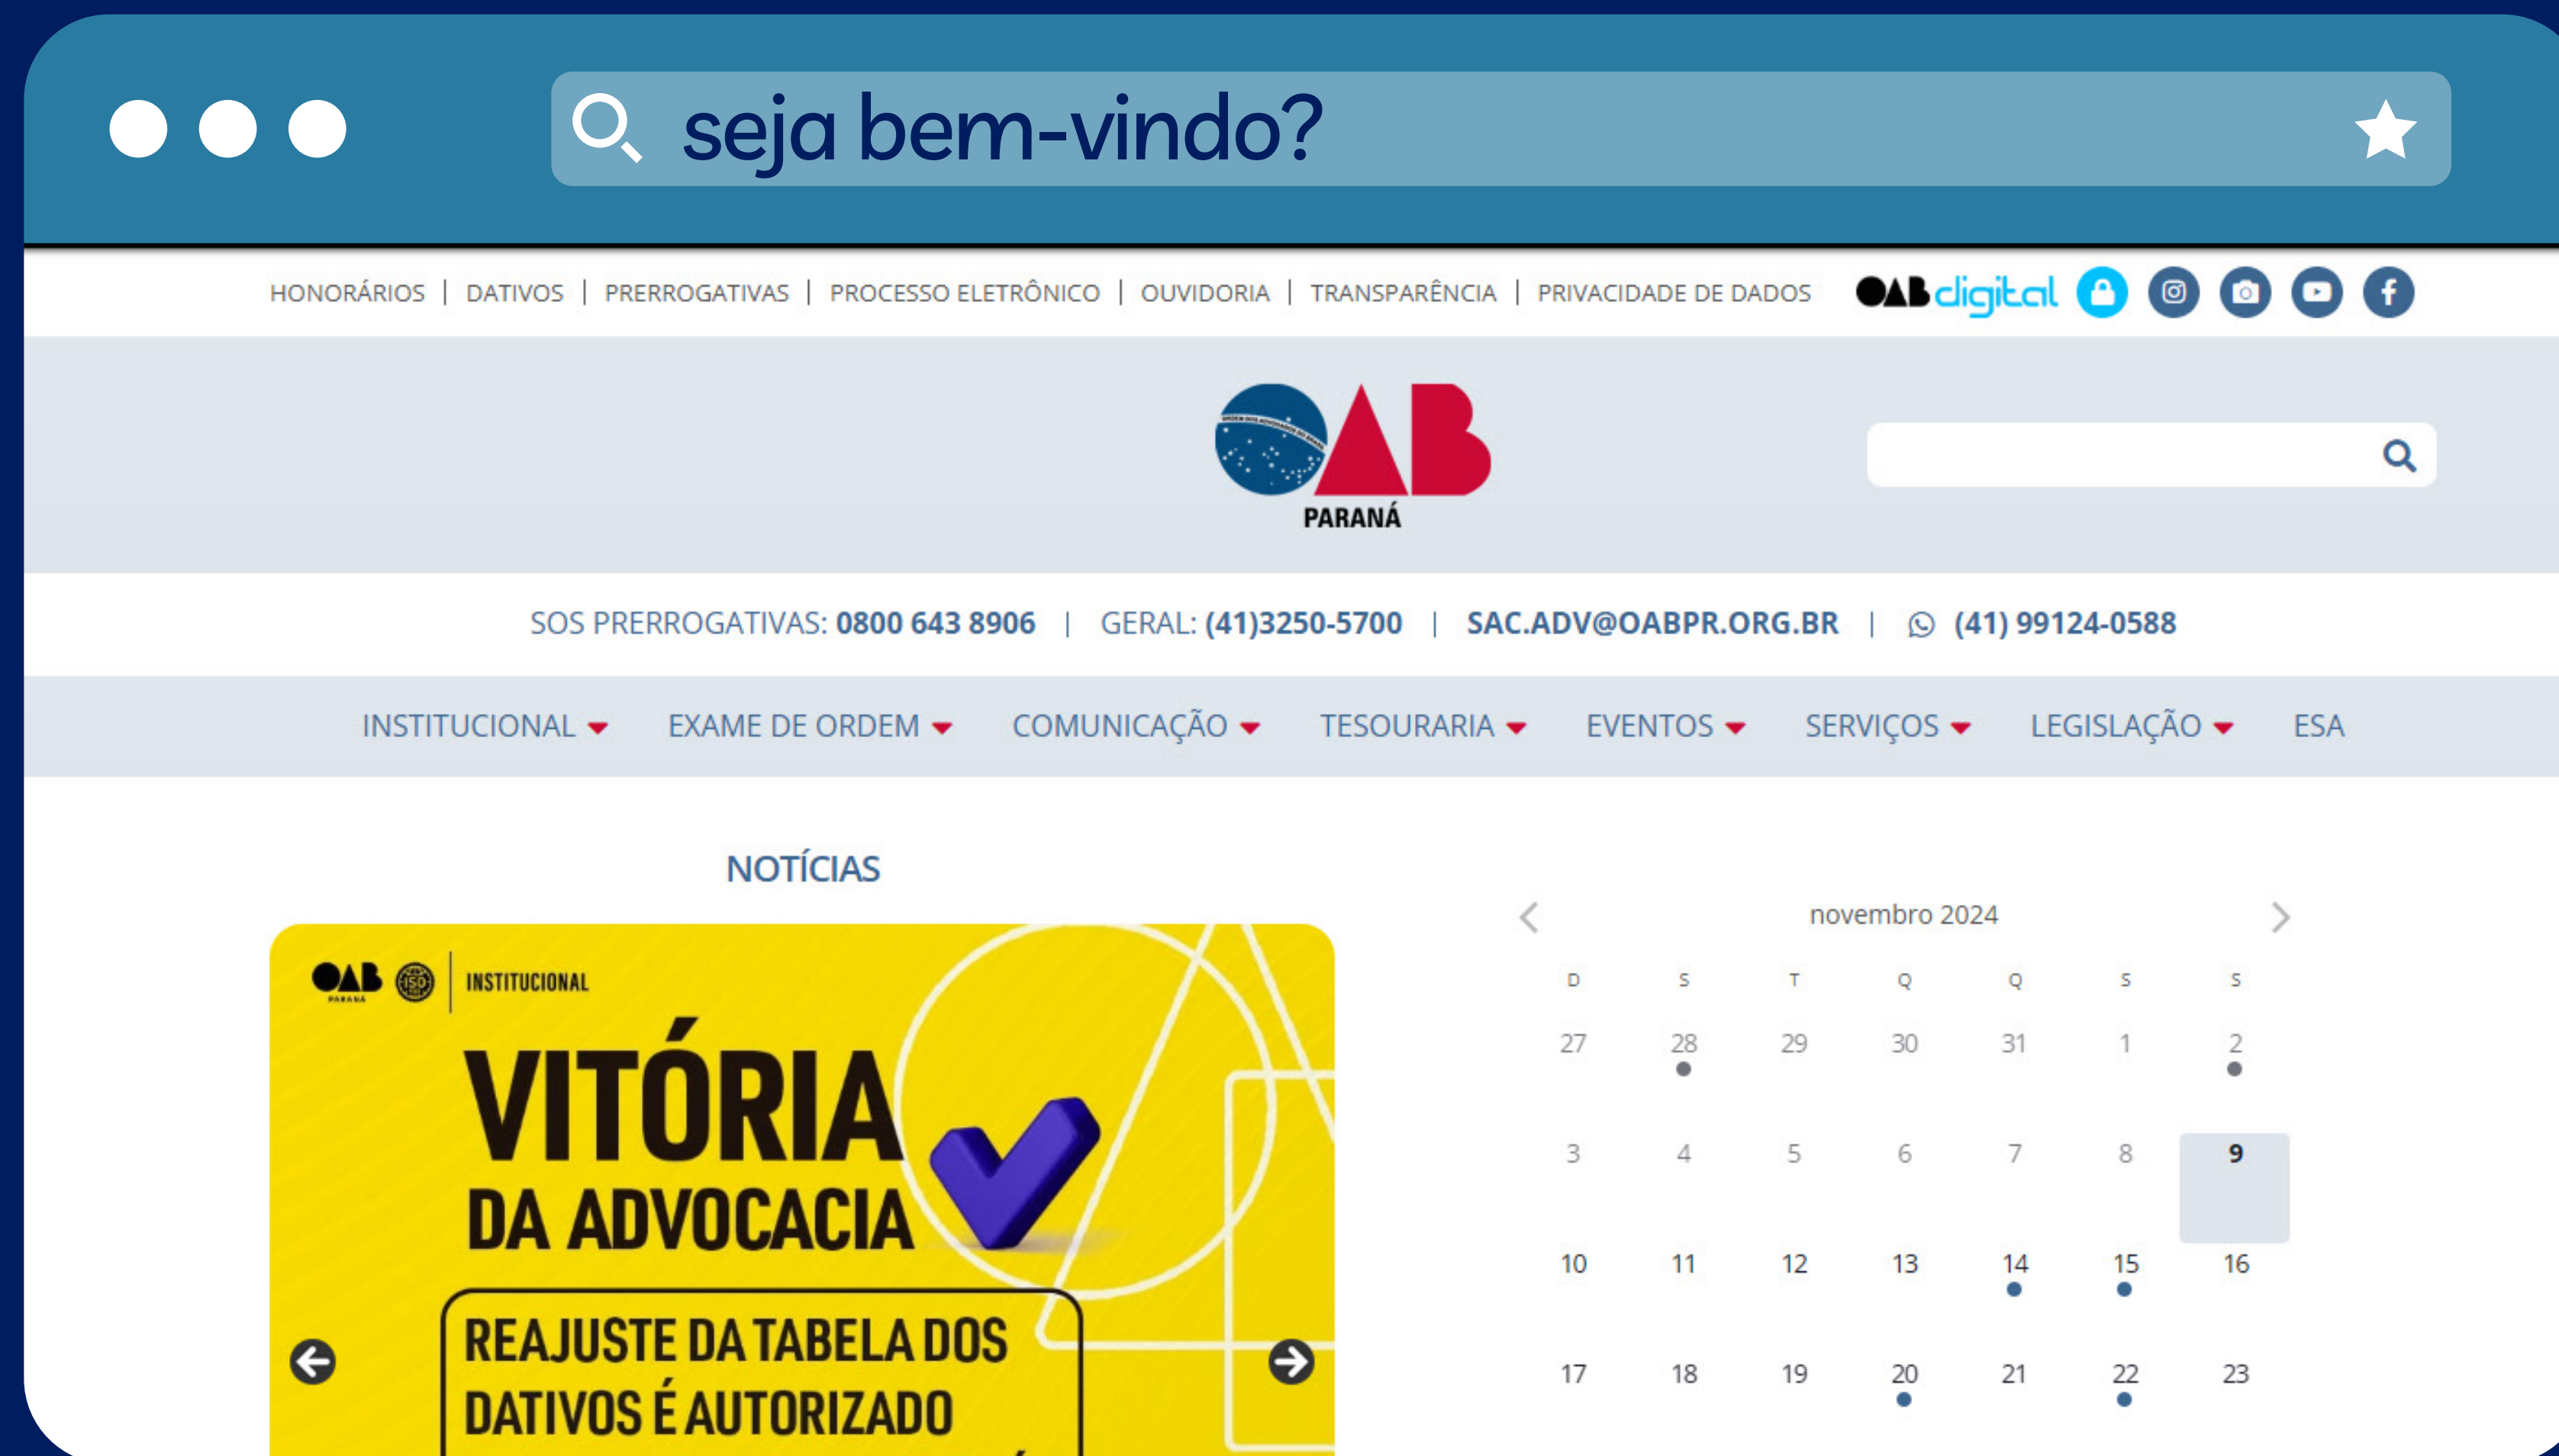 seja bem-vindo?
HONORÁRIOS | DATIVOS | PRERROGATIVAS | PROCESSO ELETRÔNICO | OUVIDORIA | TRANSPARÊNCIA | PRIVACIDADE DE DADOS OAB digital
OAB
PARANÁ
SOS PRERROGATIVAS: 0800 643 8906 | GERAL: (41)3250-5700 | SAC.ADV@OABPR.ORG.BR | (41) 99124-0588
INSTITUCIONAL EXAME DE ORDEM COMUNICAÇÃO TESOURARIA EVENTOS SERVIÇOS LEGISLAÇÃO ESA
NOTÍCIAS
OAB PARANÁ ISO INSTITUCIONAL
VITÓRIA
DA ADVOCACIA
REAJUSTE DA TABELA DOS
DATIVOS É AUTORIZADO
novembro 2024
D S T Q Q S S
27 28 29 30 31 1 2
3 4 5 6 7 8 9
10 11 12 13 14 15 16
17 18 19 20 21 22 23